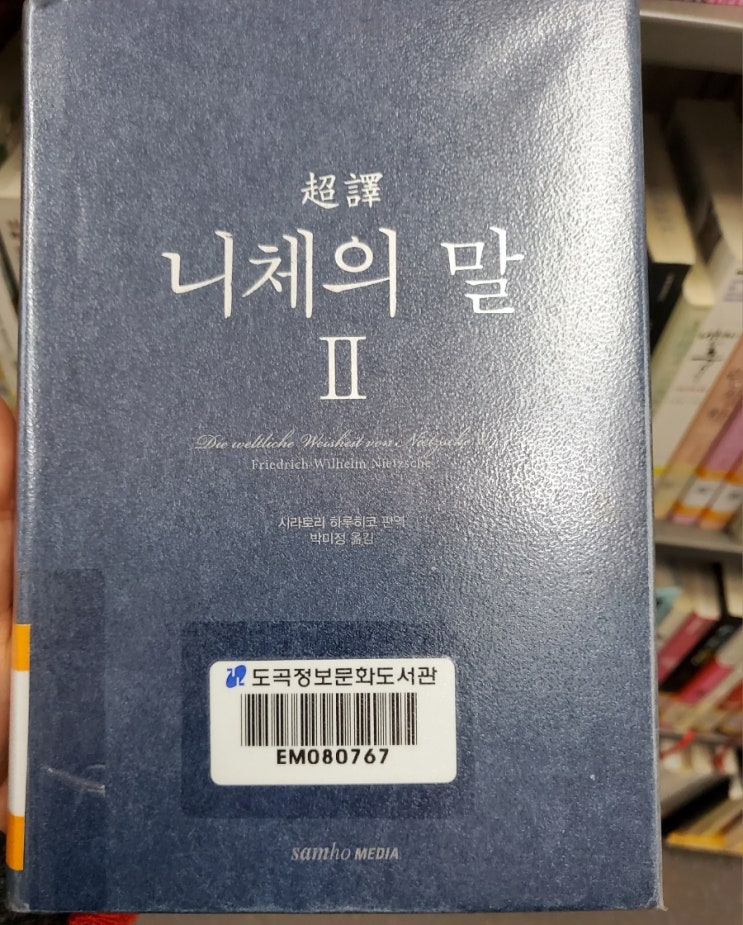 超譯
니체의 말
II
Die weltliche Weisheit von Nietzsche II
Friedrich Wilhelm Nietzsche
시라토리 하루히코 편역
박미정 옮김
도곡정보문화도서관
EM080767
samho MEDIA